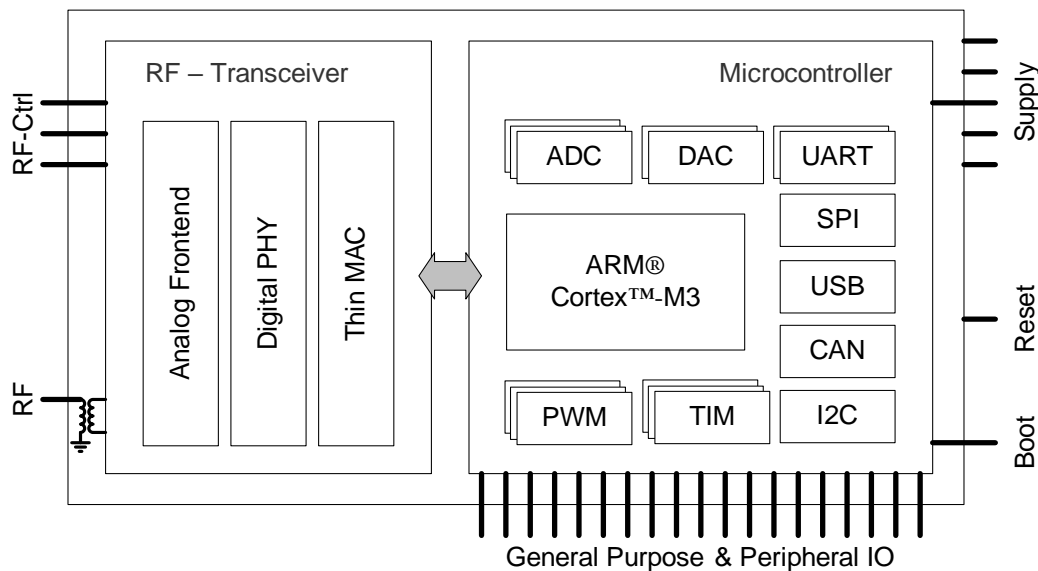 RF – Transceiver
Microcontroller
RF-Ctrl
Supply
ADC
DAC
UART
SPI
Analog Frontend
Digital PHY
Thin MAC
ARM®
Cortex™-M3
USB
Reset
CAN
RF
PWM
TIM
I2C
Boot
General Purpose & Peripheral IO